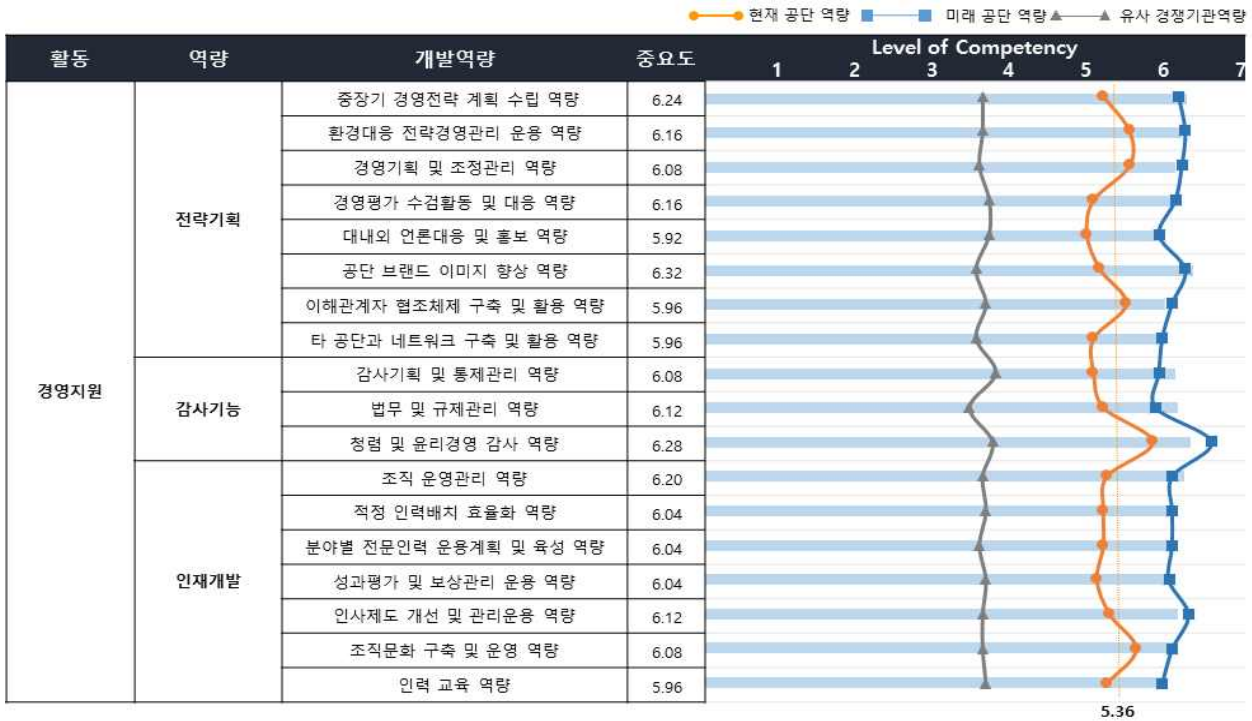 현재 공단 역량 미래 공단 역량 유사 경쟁기관역량
활동 역량 개발역량 중요도 Level of Competency
1 2 3 4 5 6 7
경영지원
전략기획
중장기 경영전략 계획 수립 역량 6.24
환경대응 전략경영관리 운용 역량 6.16
경영기획 및 조정관리 역량 6.08
경영평가 수검활동 및 대응 역량 6.16
대내외 언론대응 및 홍보 역량 5.92
공단 브랜드 이미지 향상 역량 6.32
이해관계자 협조체제 구축 및 활용 역량 5.96
타 공단과 네트워크 구축 및 활용 역량 5.96
감사기능
감사기획 및 통제관리 역량 6.08
법무 및 규제관리 역량 6.12
청렴 및 윤리경영 감사 역량 6.28
인재개발
조직 운영관리 역량 6.20
적정 인력배치 효율화 역량 6.04
분야별 전문인력 운용계획 및 육성 역량 6.04
성과평가 및 보상관리 운용 역량 6.04
인사제도 개선 및 관리운용 역량 6.12
조직문화 구축 및 운영 역량 6.08
인력 교육 역량 5.96
5.36